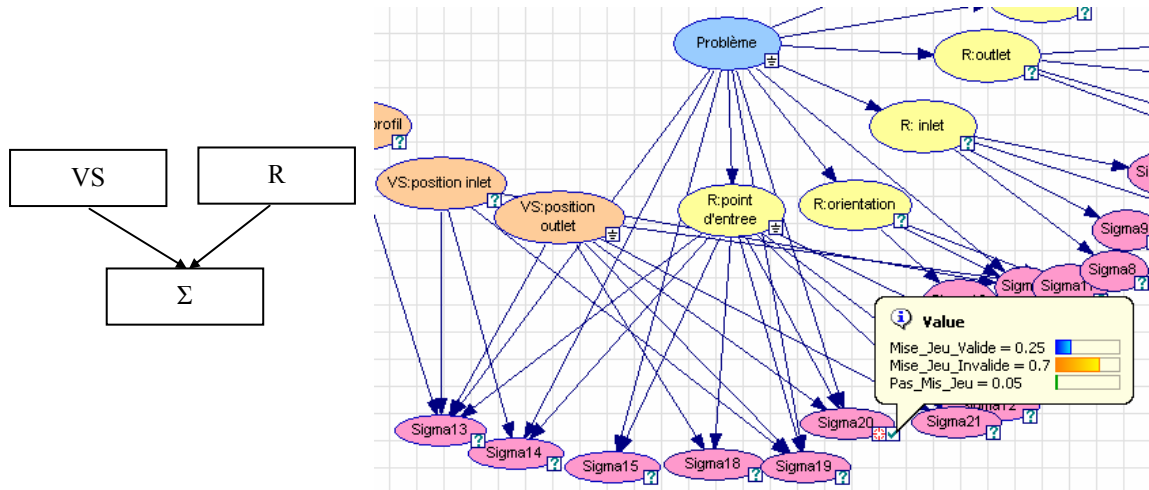 VS
R
Σ
Problème
R:outlet
profil
R: inlet
VS:position inlet
VS:position
outlet
R:point
d'entree
R:orientation
Sigma9
Sigma8
Value
Mise_Jeu_Valide = 0.25
Mise_Jeu_Invalide = 0.7
Pas_Mis_Jeu = 0.05
Sigma12
Sigma13
Sigma14
Sigma15
Sigma18
Sigma19
Sigma20
Sigma21